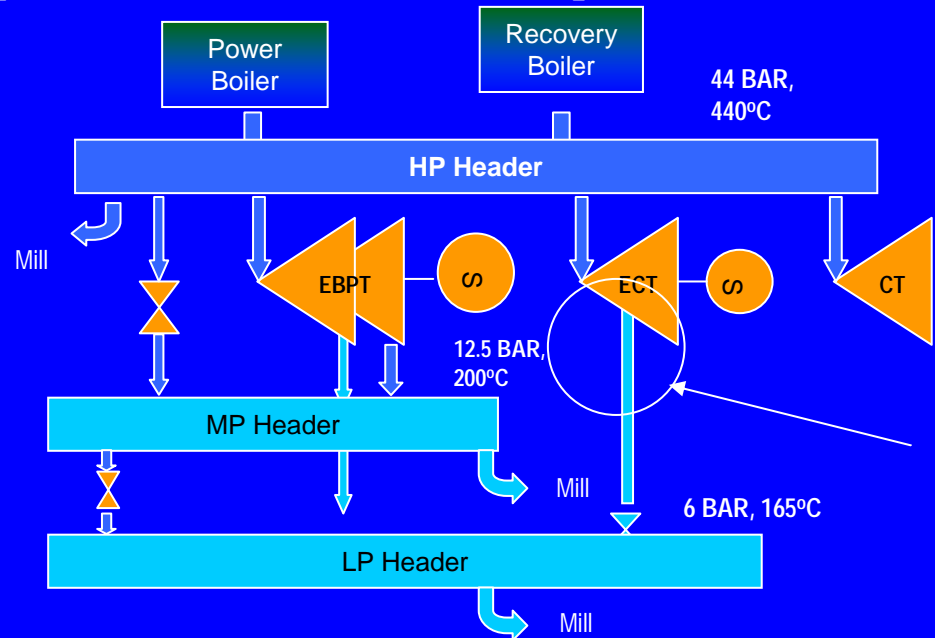 Power
Boiler
Recovery
Boiler
44 BAR,
440ºC
HP Header
Mill
EBPT
S
ECT
S
CT
12.5 BAR,
200ºC
MP Header
Mill
6 BAR, 165ºC
LP Header
Mill